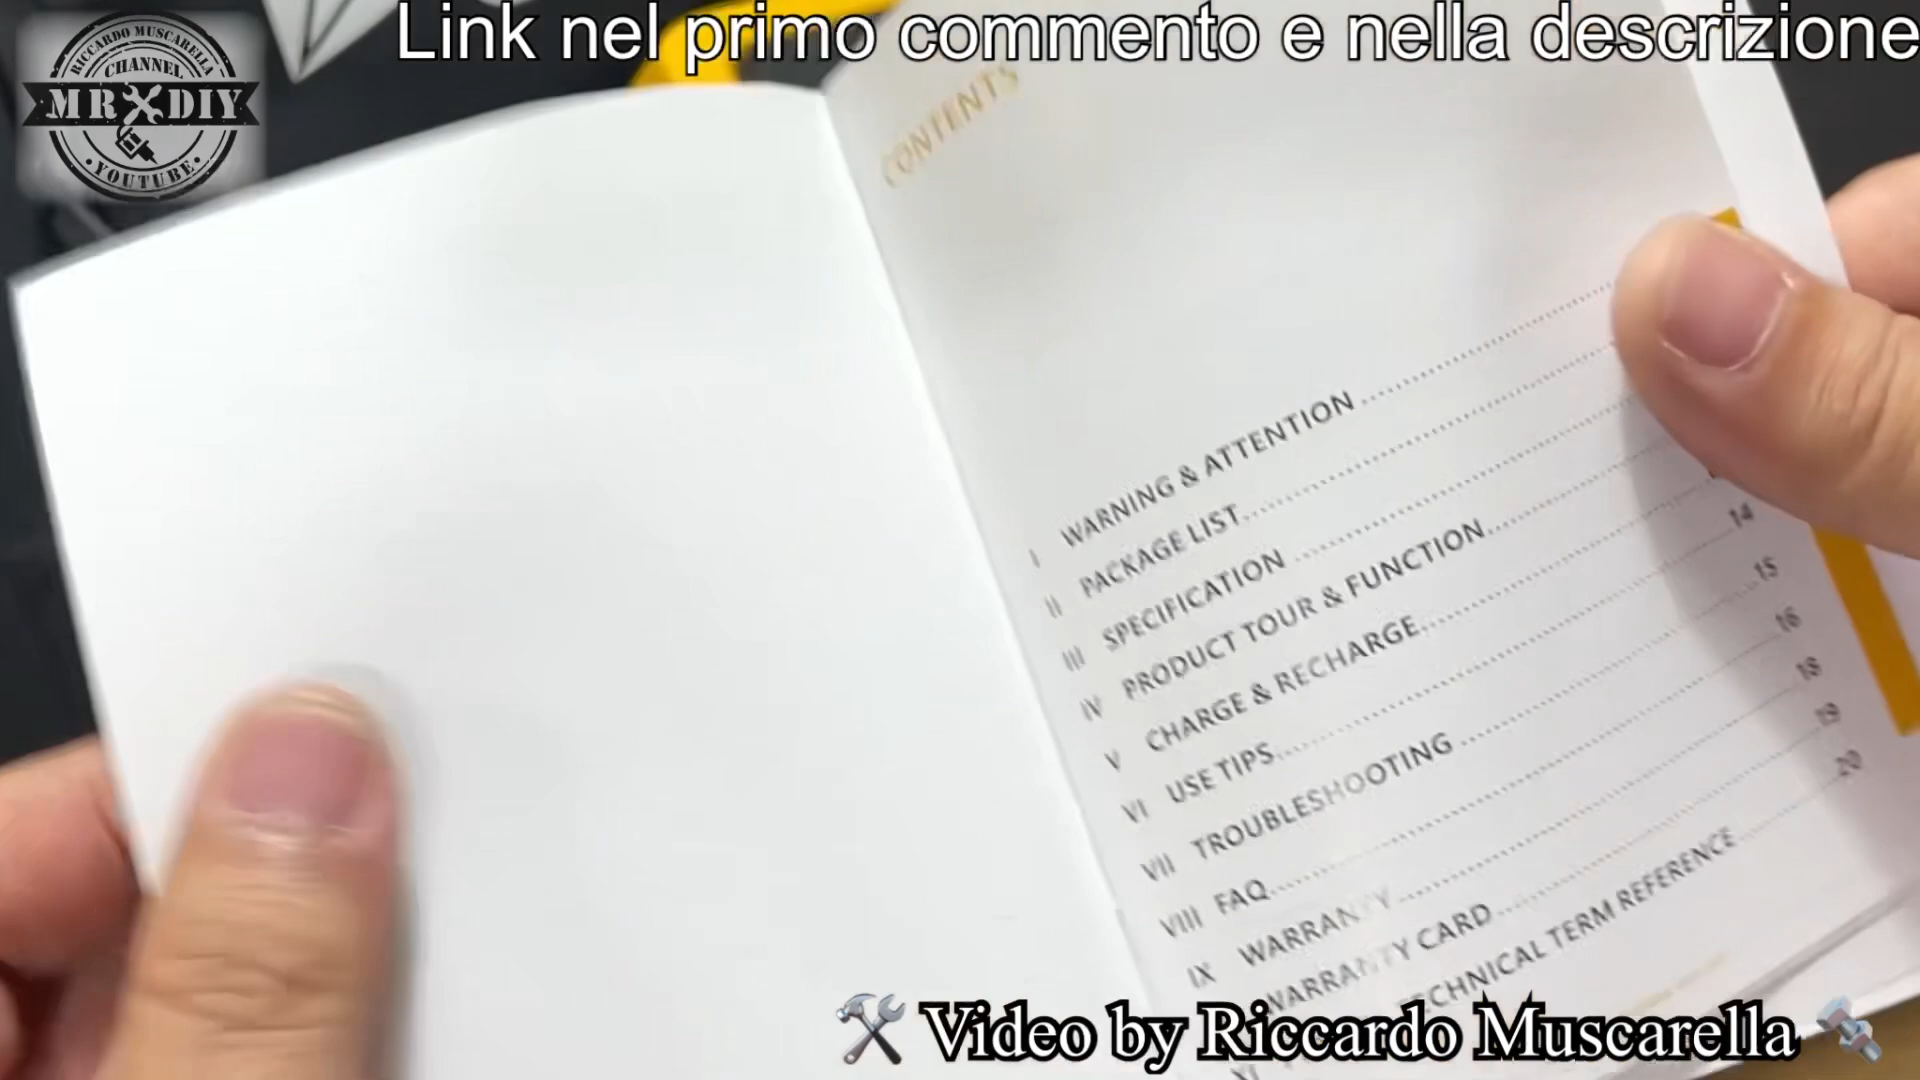 Link nel primo commento e nella descrizione
RICCARDO MUSCARELLA
CHANNEL
MR DIY
YOUTUBE
CONTENTS
I WARNING & ATTENTION
II PACKAGE LIST
III SPECIFICATION
IV PRODUCT TOUR & FUNCTION
V CHARGE & RECHARGE 14
VI USE TIPS 15
VII TROUBLESHOOTING 16
VIII FAQ 18
IX WARRANTY 19
WARRANTY CARD 20
XI TECHNICAL TERM REFERENCE
Video by Riccardo Muscarella